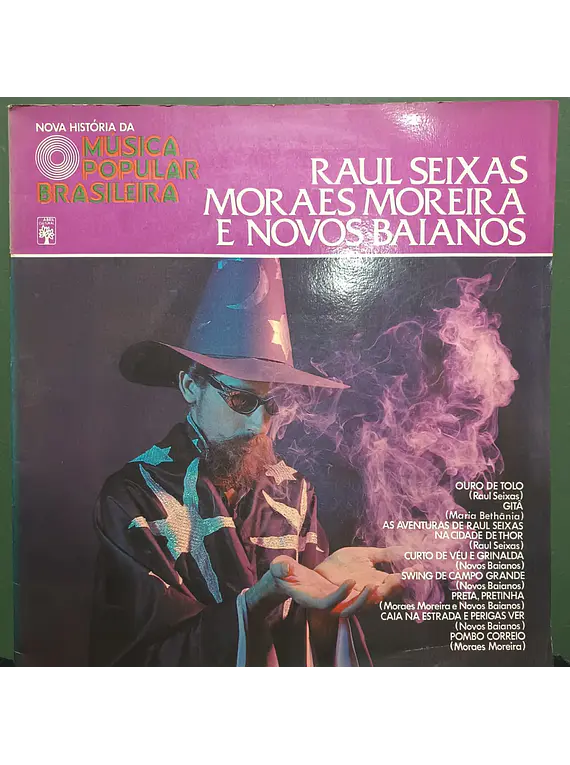 NOVA HISTÓRIA DA
MUSICA
POPULAR
BRASILEIRA
ABRIL
RAUL SEIXAS
MORAES MOREIRA
E NOVOS BAIANOS
OURO DE TOLO
(Raul Seixas)
GITÁ
(Maria Bethânia)
AS AVENTURAS DE RAUL SEIXAS
NA CIDADE DE THOR
(Raul Seixas)
CURTO DE VÉU E GRINALDA
(Novos Baianos)
SWING DE CAMPO GRANDE
(Novos Baianos)
PRETA, PRETINHA
(Moraes Moreira e Novos Baianos)
CAIA NA ESTRADA E PERIGAS VER
(Novos Baianos)
POMBO CORREIO
(Moraes Moreira)